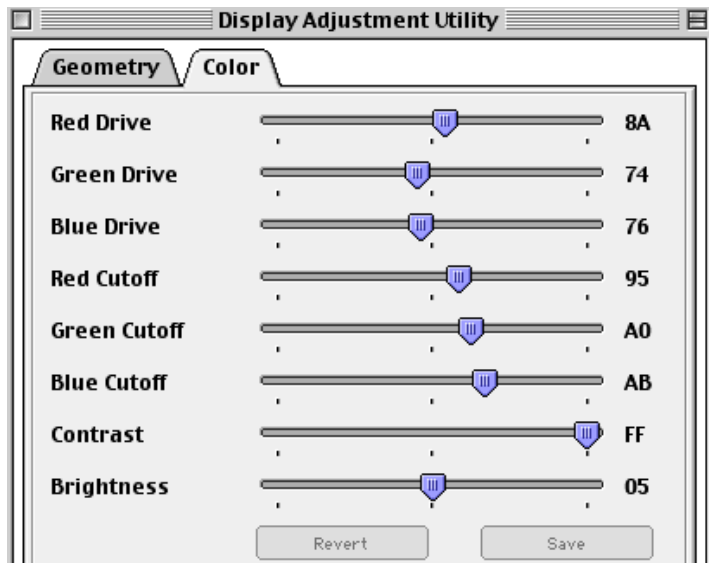 Display Adjustment Utility
Geometry Color
Red Drive 8A
Green Drive 74
Blue Drive 76
Red Cutoff 95
Green Cutoff A0
Blue Cutoff AB
Contrast FF
Brightness 05
Revert Save